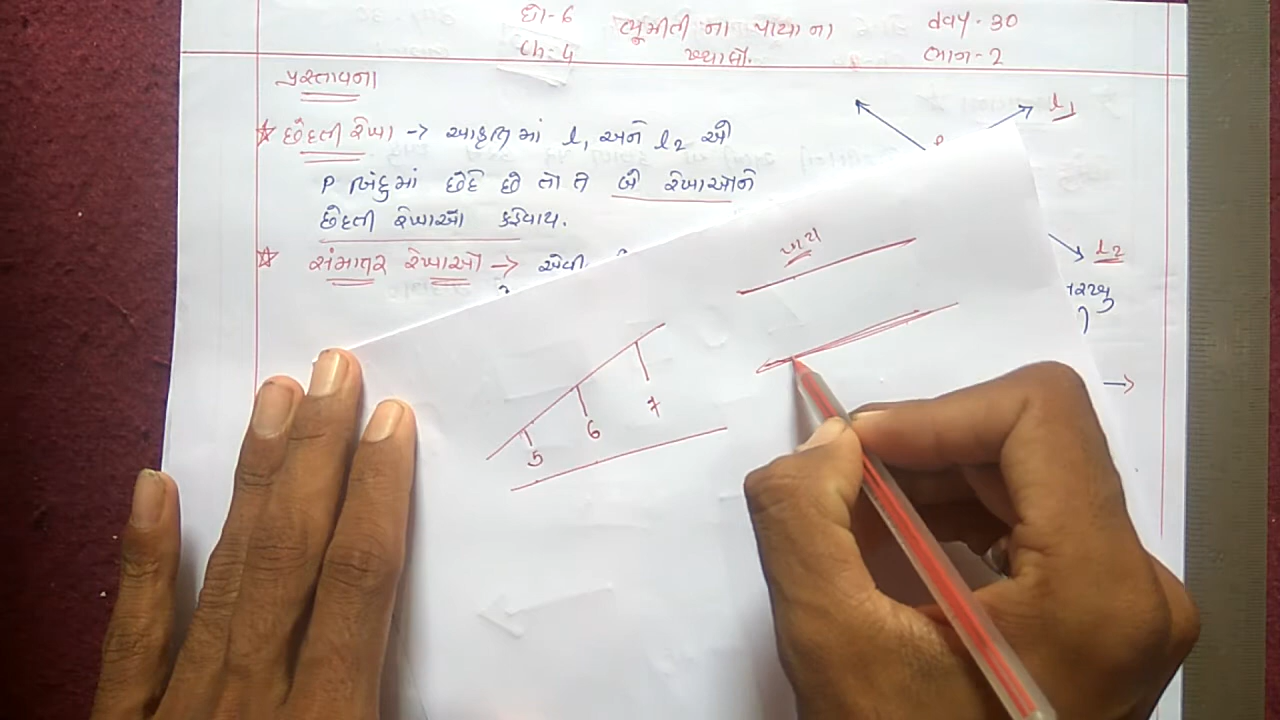 ધો-6 ભૂમીતી ના પાયા ના day-30
Ch-4 ખ્યાલો. ભાગ-2
પ્રસ્તાવના
છેદતી રેખા → આકૃતિમાં l₁ અને l₂ એ
P બિંદુમાં છેદે છે તો તે બે રેખાઓને
છેદતી રેખાઓ કહેવાય.
સંમાતર રેખાઓ → એવી
l₁
P
l₂
5
6
7